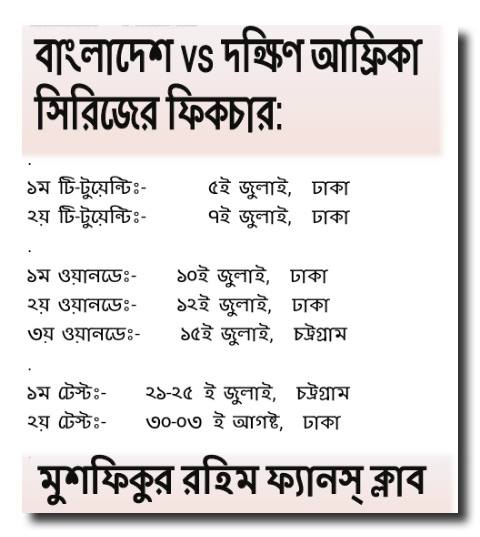 বাংলাদেশ vs দক্ষিণ আফ্রিকা
সিরিজের ফিকচার:
.
১ম টি-টুয়েন্টিঃ- ৫ই জুলাই, ঢাকা
২য় টি-টুয়েন্টিঃ- ৭ই জুলাই, ঢাকা
.
১ম ওয়ানডেঃ- ১০ই জুলাই, ঢাকা
২য় ওয়ানডেঃ- ১২ই জুলাই, ঢাকা
৩য় ওয়ানডেঃ- ১৫ই জুলাই, চট্টগ্রাম
.
১ম টেস্টঃ- ২১-২৫ ই জুলাই, চট্টগ্রাম
২য় টেস্টঃ- ৩০-০৩ ই আগষ্ট, ঢাকা
মুশফিকুর রহিম ফ্যানস্ ক্লাব